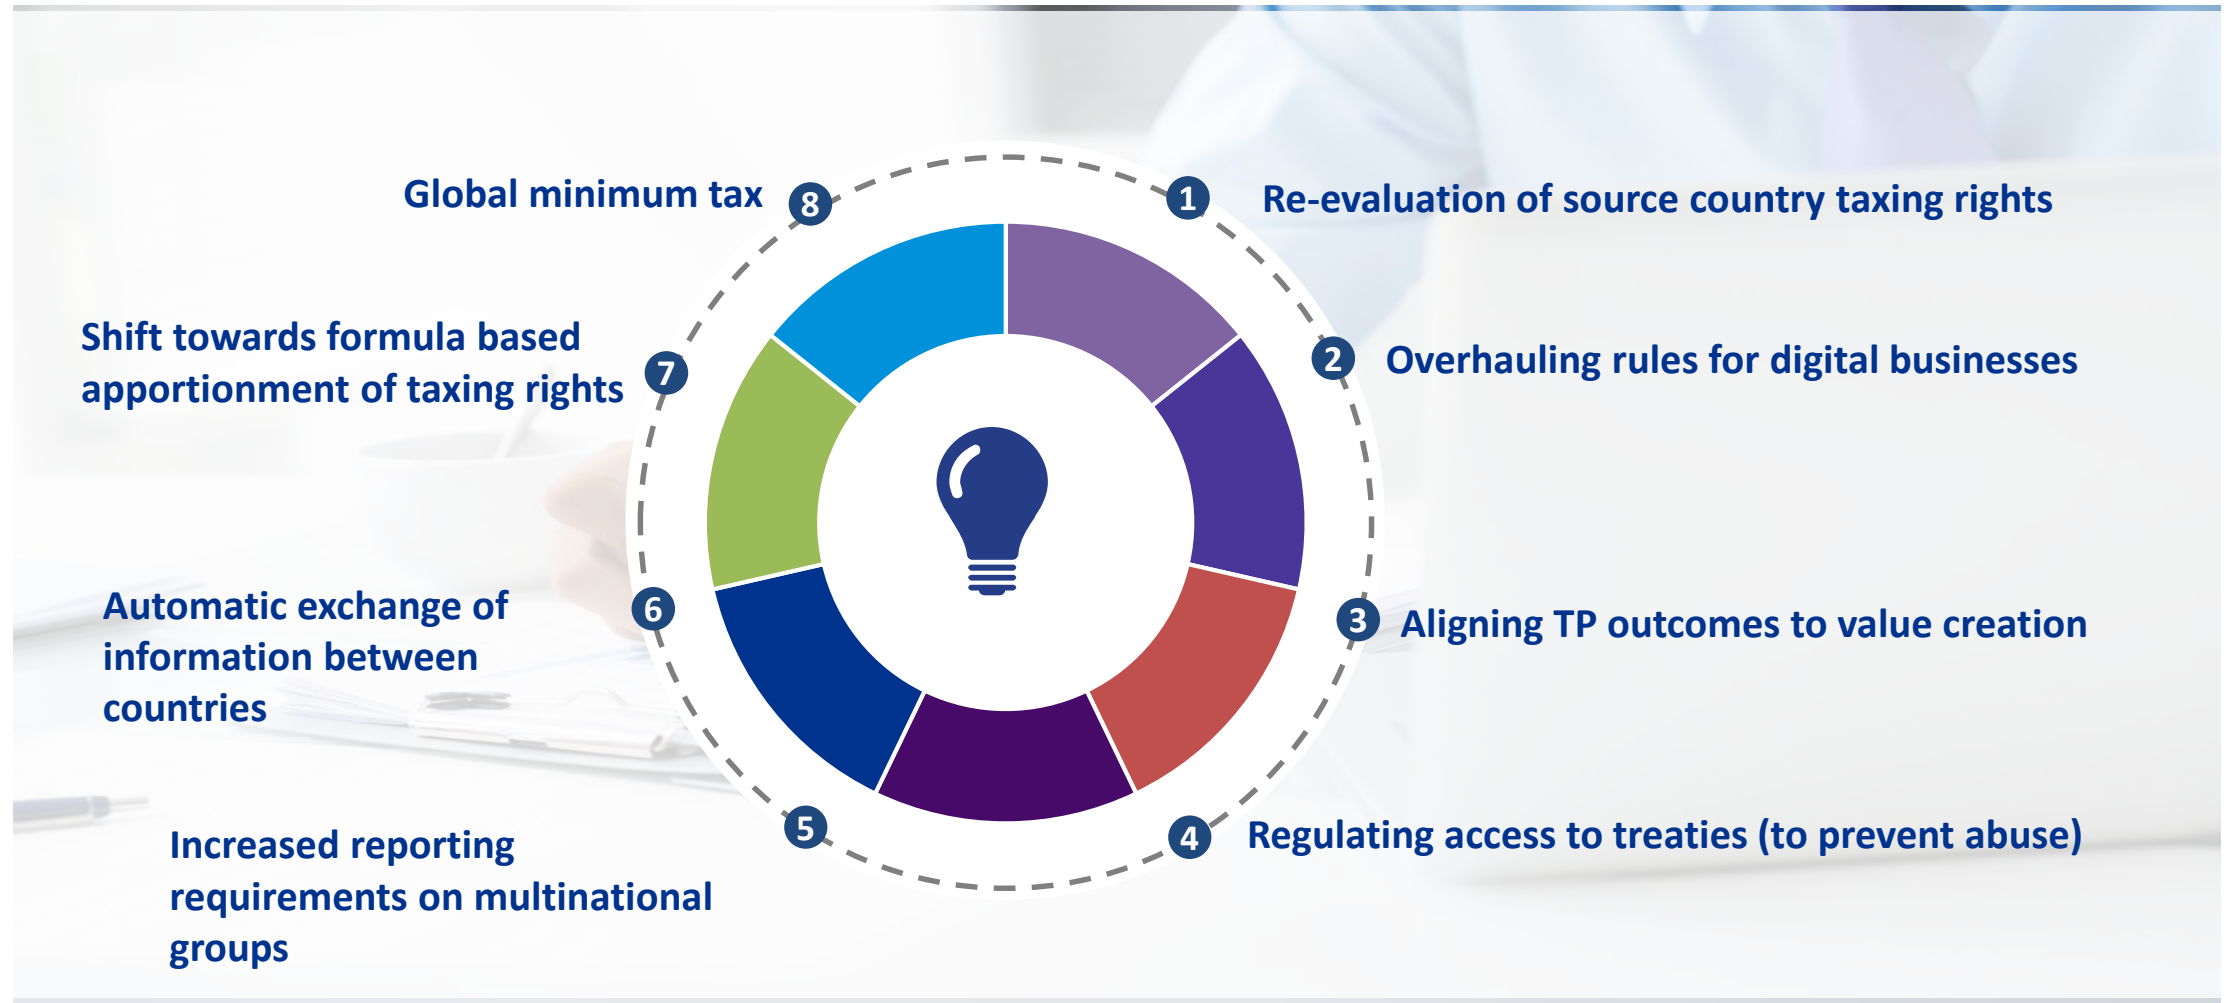 1
Re-evaluation of source country taxing rights
2
Overhauling rules for digital businesses
3
Aligning TP outcomes to value creation
4
Regulating access to treaties (to prevent abuse)
5
Increased reporting
requirements on multinational
groups
6
Automatic exchange of
information between
countries
7
Shift towards formula based
apportionment of taxing rights
8
Global minimum tax